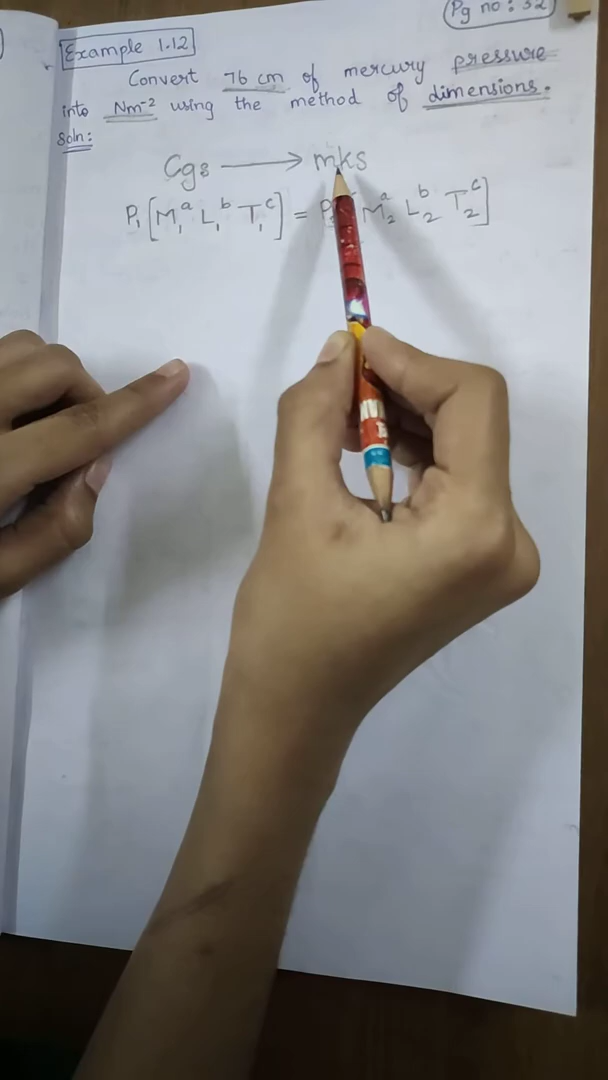 Pg no: 32
Example 1.12
Convert 76 cm of mercury pressure
into Nm-² using the method of dimensions.
Soln:
Cgs → mks
P₁ [M₁ᵃ L₁ᵇ T₁ᶜ] = P₂ [M₂ᵃ L₂ᵇ T₂ᶜ]